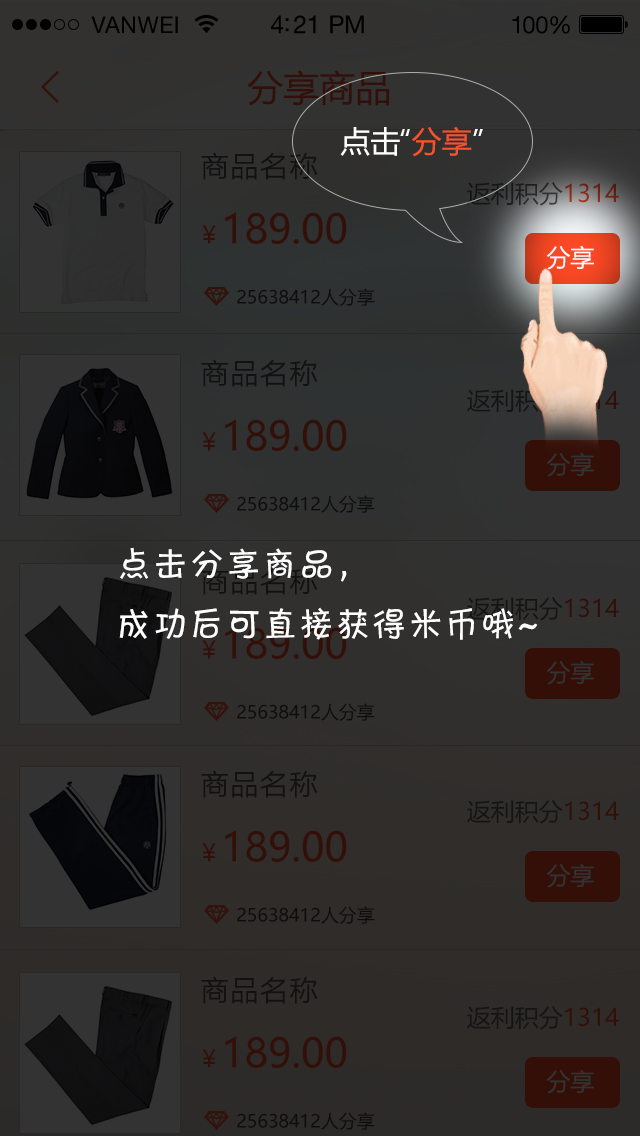 VANWEI 4:21 PM 100%
分享商品
点击“分享”
商品名称
返利积分1314
¥189.00
分享
25638412人分享
商品名称
返利积 14
¥189.00
分享
25638412人分享
点击分享商品，
商品名称
返利积分1314
成功后可直接获得米币哦~
¥189.00
分享
25638412人分享
商品名称
返利积分1314
¥189.00
分享
25638412人分享
商品名称
返利积分1314
¥189.00
分享
25638412人分享